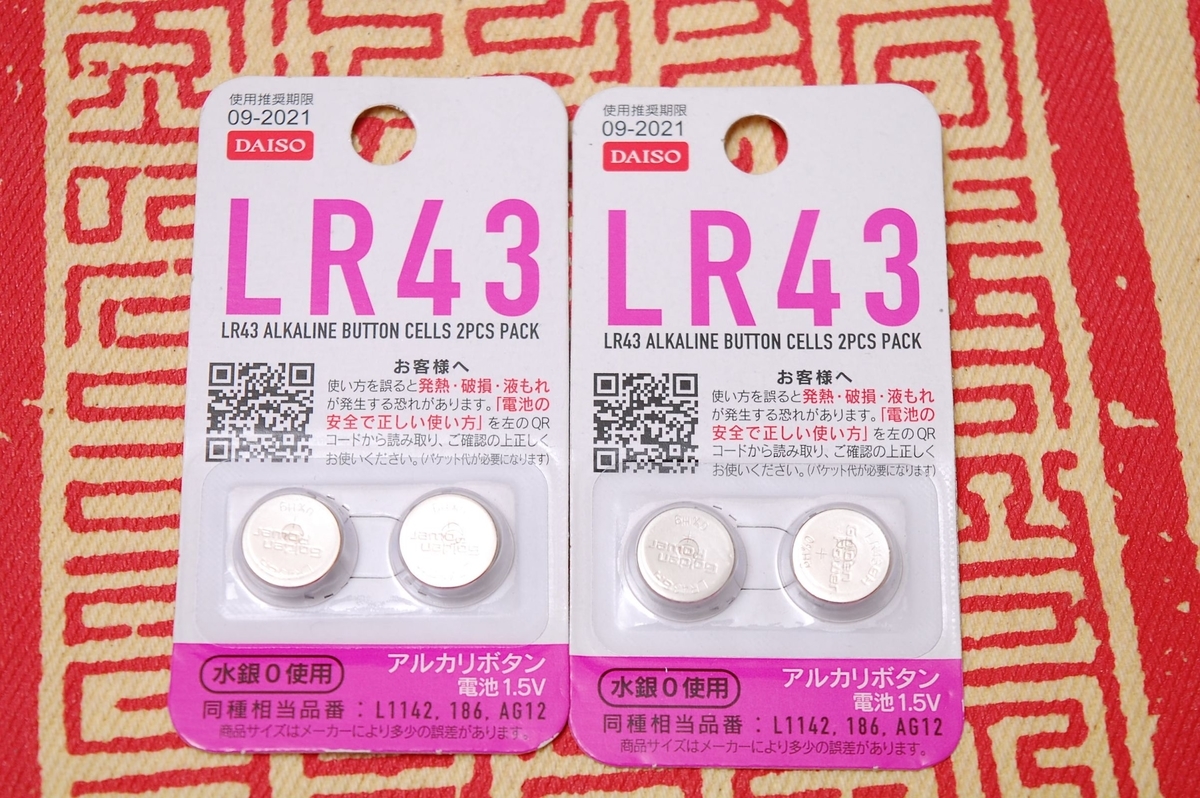 使用推奨期限
09-2021
DAISO
LR43
LR43 ALKALINE BUTTON CELLS 2PCS PACK
お客様へ
使い方を誤ると発熱・破損・液もれ
が発生する恐れがあります。「電池の
安全で正しい使い方」を左のQR
コードから読み取り、ご確認の上正しく
お使いください。(パケット代が必要になります)
Golden
Power
Golden
Power
水銀0使用
アルカリボタン
電池1.5V
同種相当品番：L1142, 186, AG12
商品サイズはメーカーにより多少の誤差があります。
使用推奨期限
09-2021
DAISO
LR43
LR43 ALKALINE BUTTON CELLS 2PCS PACK
お客様へ
使い方を誤ると発熱・破損・液もれ
が発生する恐れがあります。「電池の
安全で正しい使い方」を左のQR
コードから読み取り、ご確認の上正しく
お使いください。(パケット代が必要になります)
Golden
Power
Golden
Power
水銀0使用
アルカリボタン
電池1.5V
同種相当品番：L1142, 186, AG12
商品サイズはメーカーにより多少の誤差があります。